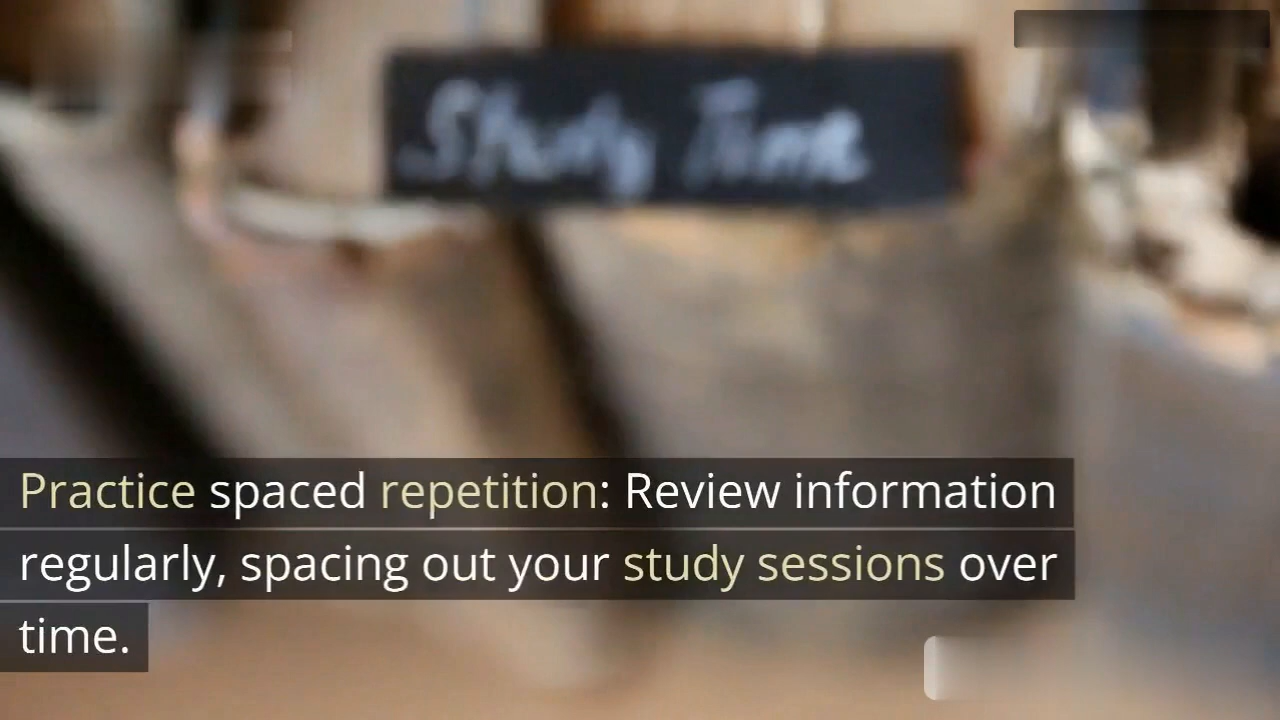 Study Time
Practice spaced repetition: Review information
regularly, spacing out your study sessions over
time.